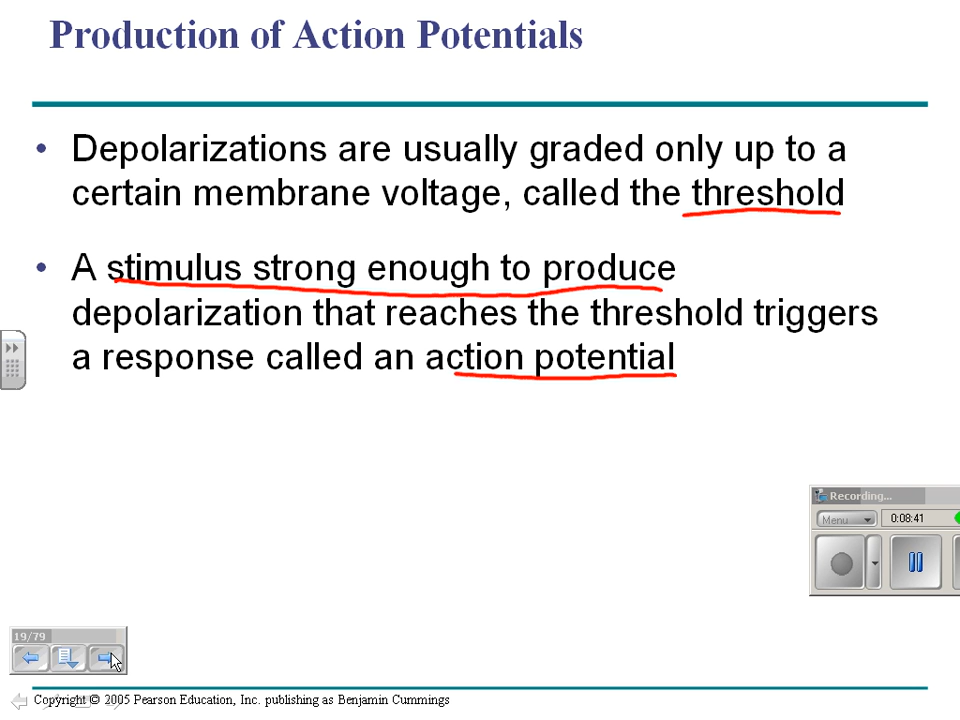 Production of Action Potentials
• Depolarizations are usually graded only up to a
certain membrane voltage, called the threshold
• A stimulus strong enough to produce
depolarization that reaches the threshold triggers
a response called an action potential
Recording...
Menu
0:08:41
19/79
Copyright © 2005 Pearson Education, Inc. publishing as Benjamin Cummings